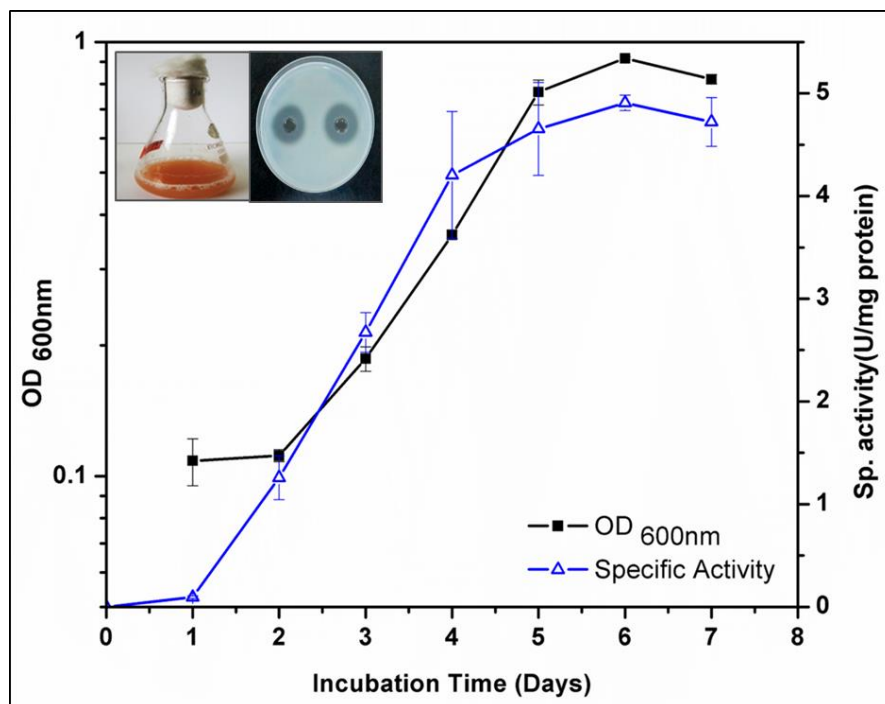 1
0.1
OD 600nm
5
4
3
2
1
0
Sp. activity(U/mg protein)
OD 600nm
Specific Activity
0 1 2 3 4 5 6 7 8
Incubation Time (Days)